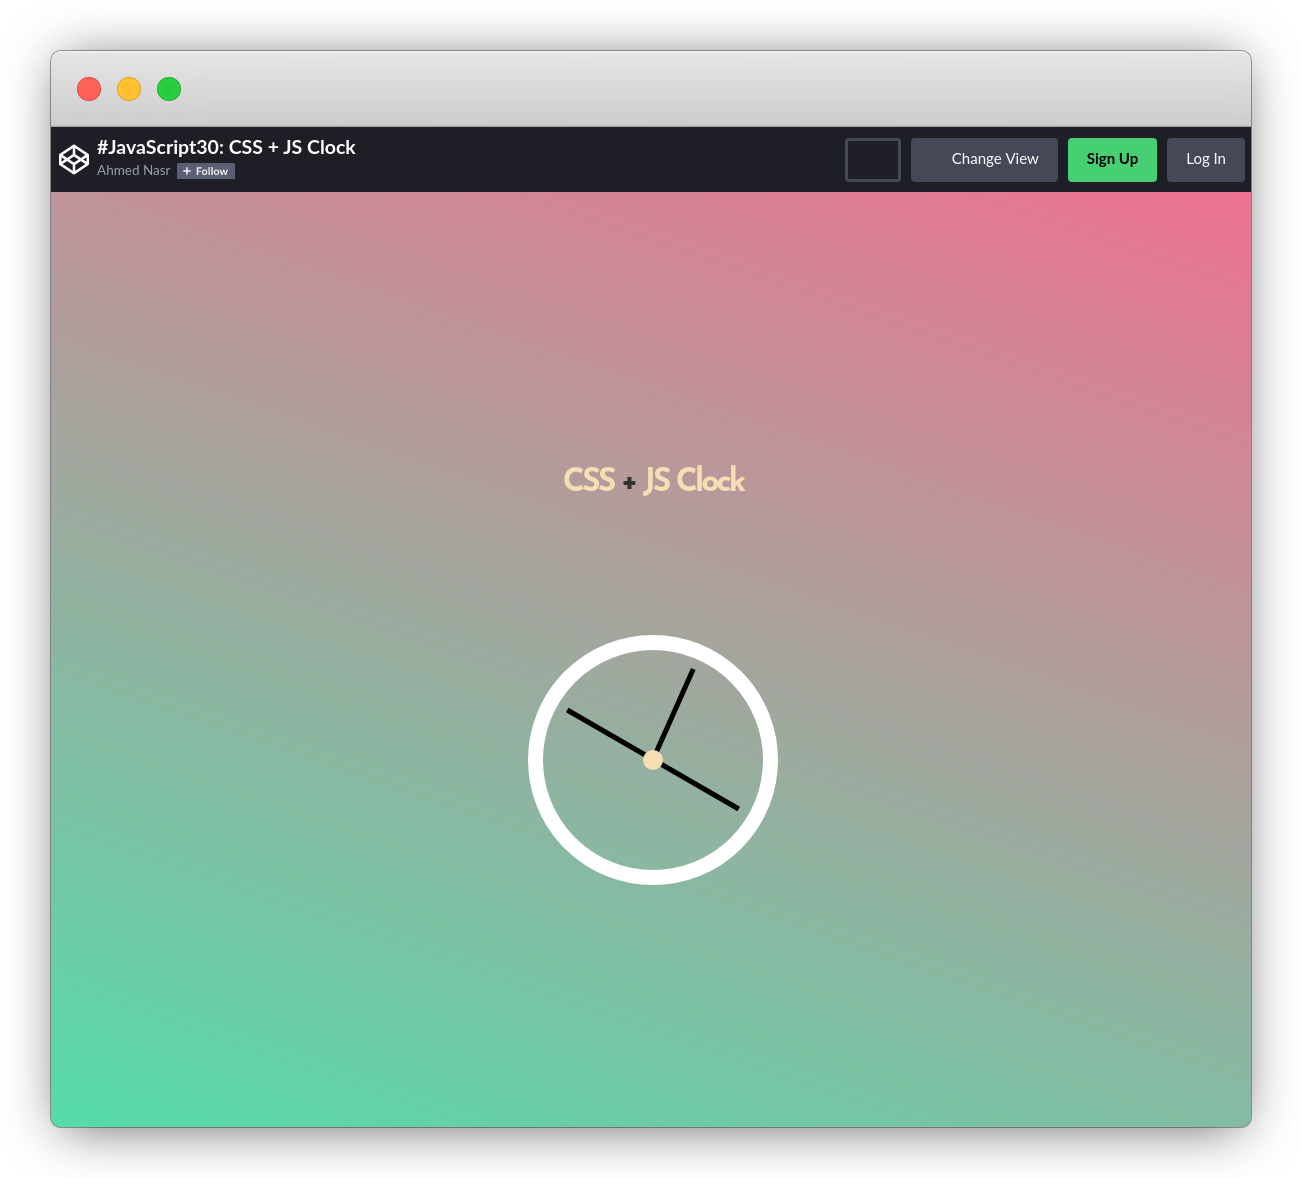 #JavaScript30: CSS + JS Clock
Ahmed Nasr + Follow
Change View
Sign Up
Log In
CSS + JS Clock